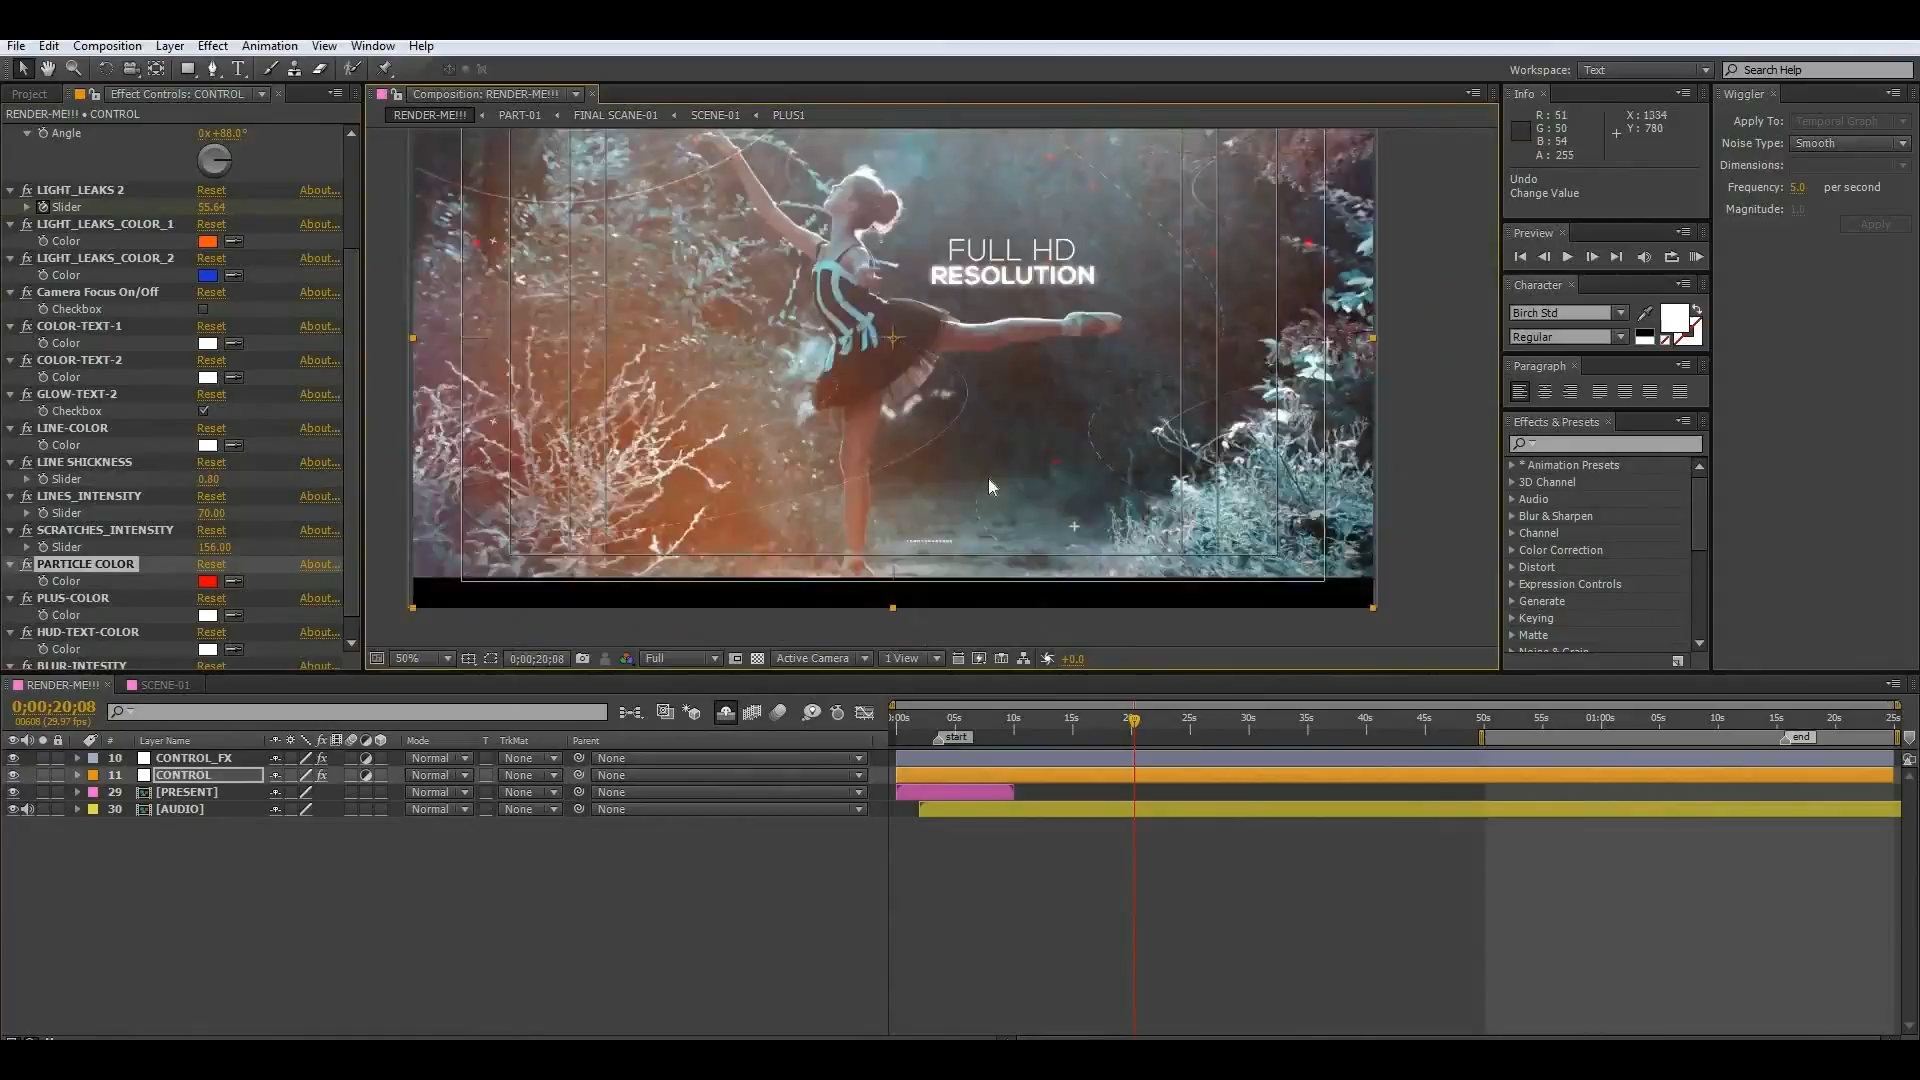 File Edit Composition Layer Effect Animation View Window Help
Workspace: Text Search Help
Project Effect Controls: CONTROL
RENDER-ME!!! • CONTROL
Angle 0x+88.0°
LIGHT_LEAKS 2 Reset About...
Slider 55.64
LIGHT_LEAKS_COLOR_1 Reset About...
Color
LIGHT_LEAKS_COLOR_2 Reset About...
Color
Camera Focus On/Off Reset About...
Checkbox
COLOR-TEXT-1 Reset About...
Color
COLOR-TEXT-2 Reset About...
Color
GLOW-TEXT-2 Reset About...
Checkbox
LINE-COLOR Reset About...
Color
LINE SHICKNESS Reset About...
Slider 0.80
LINES_INTENSITY Reset About...
Slider 70.00
SCRATCHES_INTENSITY Reset About...
Slider 156.00
PARTICLE COLOR Reset About...
Color
PLUS-COLOR Reset About...
Color
HUD-TEXT-COLOR Reset About...
Color
BLUR-INTESITY Reset About...
Composition: RENDER-ME!!!
RENDER-ME!!! PART-01 FINAL SCANE-01 SCENE-01 PLUS1
FULL HD
RESOLUTION
50% 0;00;20;08 Full Active Camera 1 View +0.0
Info
R: 51 X: 1334
G: 50 Y: 780
B: 54
A: 255
Undo
Change Value
Preview
Character
Birch Std
Regular
Paragraph
Effects & Presets
* Animation Presets
3D Channel
Audio
Blur & Sharpen
Channel
Color Correction
Distort
Expression Controls
Generate
Keying
Matte
Noise & Grain
Wiggler
Apply To: Temporal Graph
Noise Type: Smooth
Dimensions:
Frequency: 5.0 per second
Magnitude: 1.0
Apply
RENDER-ME!!! SCENE-01
0;00;20;08
00608 (29.97 fps)
# Layer Name fx Mode T TrkMat Parent
:00s 05s 10s 15s 20s 25s 30s 35s 40s 45s 50s 55s 01:00s 05s 10s 15s 20s 25s
start end
10 CONTROL_FX fx Normal None None
11 CONTROL fx Normal None None
29 [PRESENT] Normal None None
30 [AUDIO] Normal None None